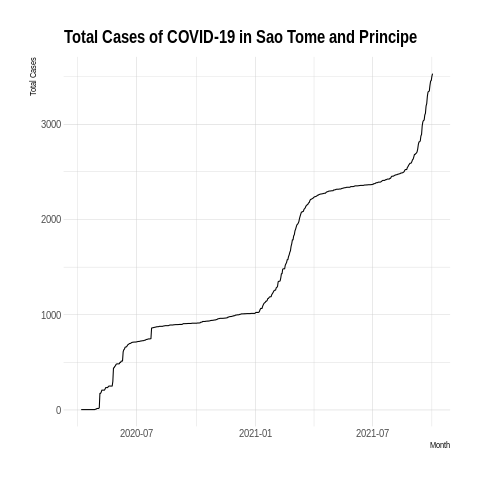 Total Cases of COVID-19 in Sao Tome and Principe
Total Cases
3000
2000
1000
0
2020-07
2021-01
2021-07
Month